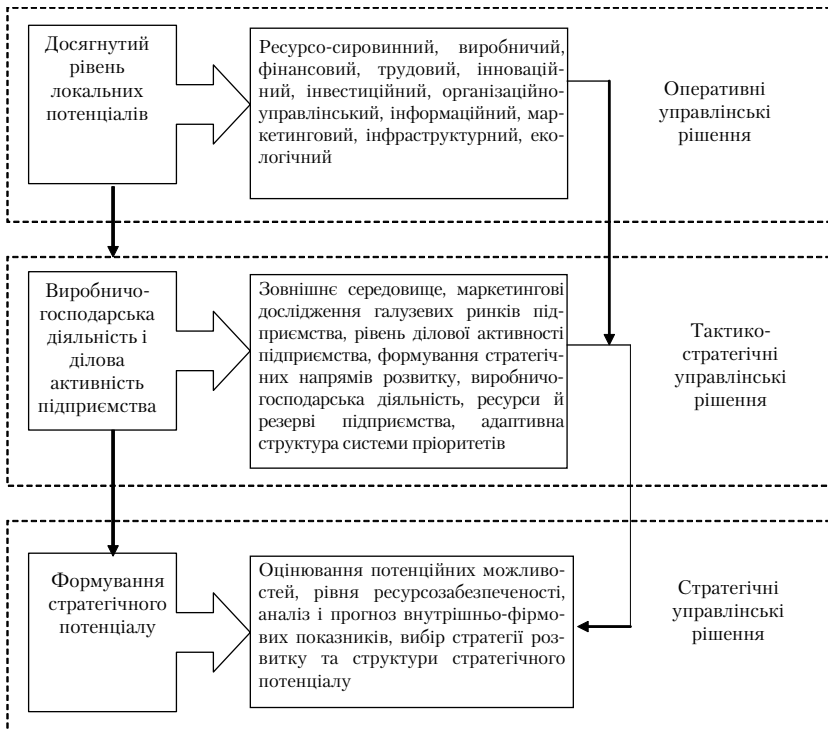 Досягнутий
рівень
локальних
потенціалів
Ресурсо-сировинний, виробничий,
фінансовий, трудовий, інновацій-
ний, інвестиційний, організаційно-
управлінський, інформаційний, мар-
кетинговий, інфраструктурний, еко-
логічний
Оперативні
управлінські
рішення
Виробничо-
господарська
діяльність і
ділова
активність
підприємства
Зовнішнє середовище, маркетингові
дослідження галузевих ринків під-
приємства, рівень ділової активності
підприємства, формування стратегіч-
них напрямів розвитку, виробничо-
господарська діяльність, ресурси й
резерві підприємства, адаптивна
структура системи пріоритетів
Тактико-
стратегічні
управлінські
рішення
Формування
стратегічного
потенціалу
Оцінювання потенційних можливо-
стей, рівня ресурсозабезпеченості,
аналіз і прогноз внутрішньо-фірмо-
вих показників, вибір стратегії роз-
витку та структури стратегічного
потенціалу
Стратегічні
управлінські
рішення